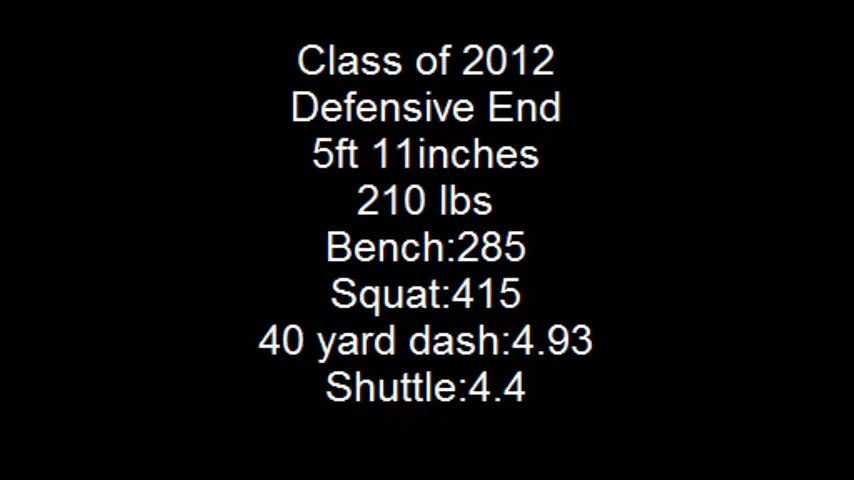 Class of 2012
Defensive End
5ft 11inches
210 lbs
Bench:285
Squat:415
40 yard dash:4.93
Shuttle:4.4